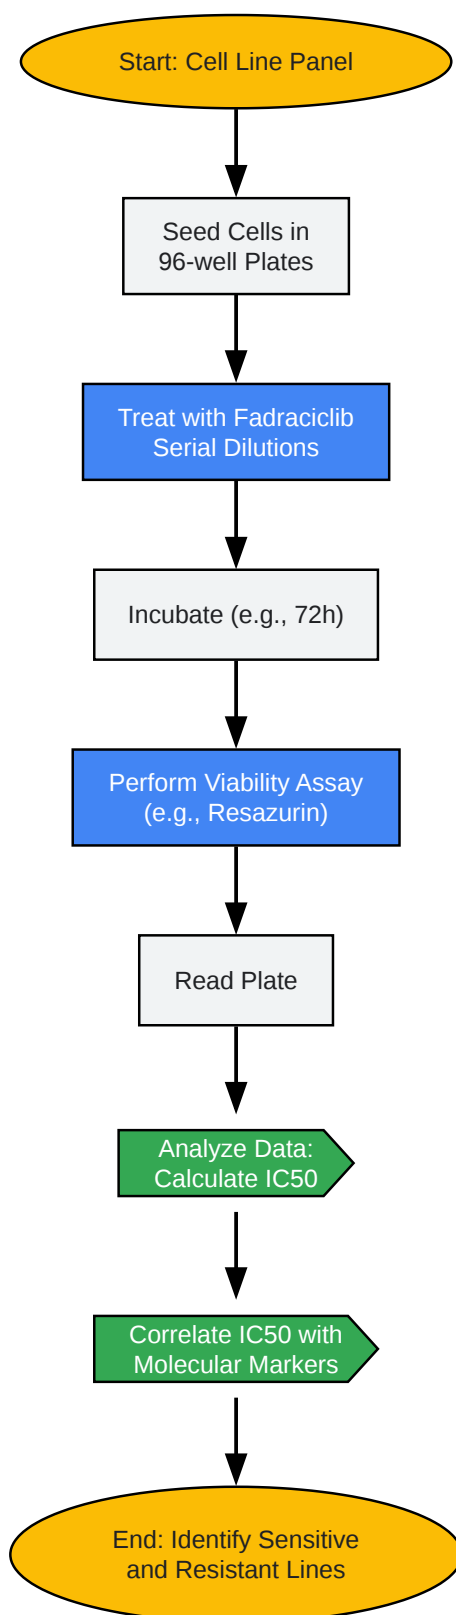 Start: Cell Line Panel
Seed Cells in
96-well Plates
Treat with Fadraciclib
Serial Dilutions
Incubate (e.g., 72h)
Perform Viability Assay
(e.g., Resazurin)
Read Plate
Analyze Data:
Calculate IC50
Correlate IC50 with
Molecular Markers
End: Identify Sensitive
and Resistant Lines